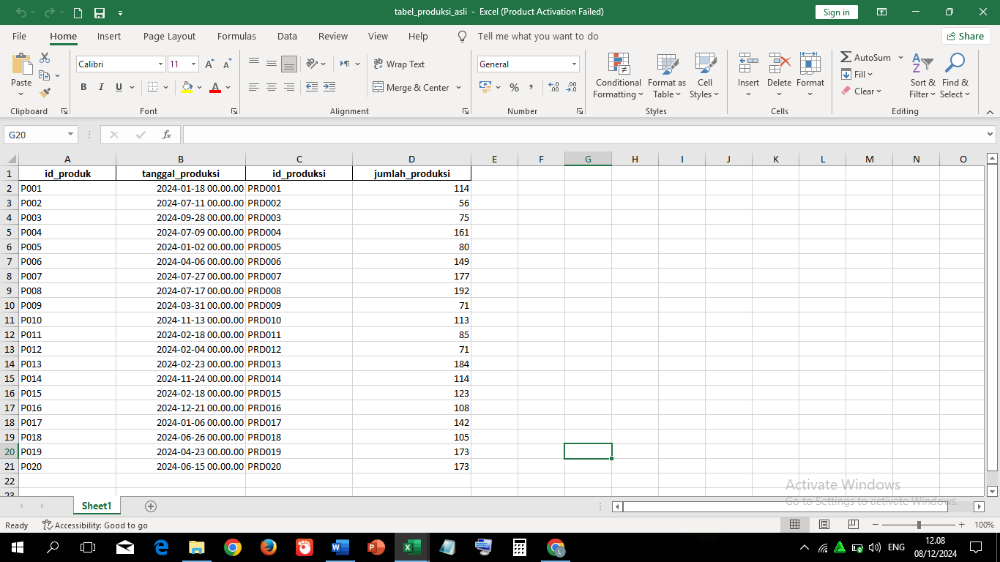 tabel_produksi_asli - Excel (Product Activation Failed)
Sign in
File Home Insert Page Layout Formulas Data Review View Help Tell me what you want to do Share
Paste
Calibri 11
B I U A A A
Wrap Text
Merge & Center
General
% ,
Conditional Formatting
Format as Table
Cell Styles
Insert Delete Format
AutoSum
Fill
Clear
Sort & Filter
Find & Select
Clipboard Font Alignment Number Styles Cells Editing
G20 fx
A B C D E F G H I J K L M N O
1 id_produk tanggal_produksi id_produksi jumlah_produksi
2 P001 2024-01-18 00.00.00 PRD001 114
3 P002 2024-07-11 00.00.00 PRD002 56
4 P003 2024-09-28 00.00.00 PRD003 75
5 P004 2024-07-09 00.00.00 PRD004 161
6 P005 2024-01-02 00.00.00 PRD005 80
7 P006 2024-04-06 00.00.00 PRD006 149
8 P007 2024-07-27 00.00.00 PRD007 177
9 P008 2024-07-17 00.00.00 PRD008 192
10 P009 2024-03-31 00.00.00 PRD009 71
11 P010 2024-11-13 00.00.00 PRD010 113
12 P011 2024-02-18 00.00.00 PRD011 85
13 P012 2024-02-04 00.00.00 PRD012 71
14 P013 2024-02-23 00.00.00 PRD013 184
15 P014 2024-11-24 00.00.00 PRD014 114
16 P015 2024-02-18 00.00.00 PRD015 123
17 P016 2024-12-21 00.00.00 PRD016 108
18 P017 2024-01-06 00.00.00 PRD017 142
19 P018 2024-06-26 00.00.00 PRD018 105
20 P019 2024-04-23 00.00.00 PRD019 173
21 P020 2024-06-15 00.00.00 PRD020 173
22
23
Activate Windows
Go to Settings to activate Windows.
Sheet1
Ready Accessibility: Good to go 100%
ENG
12.08
08/12/2024